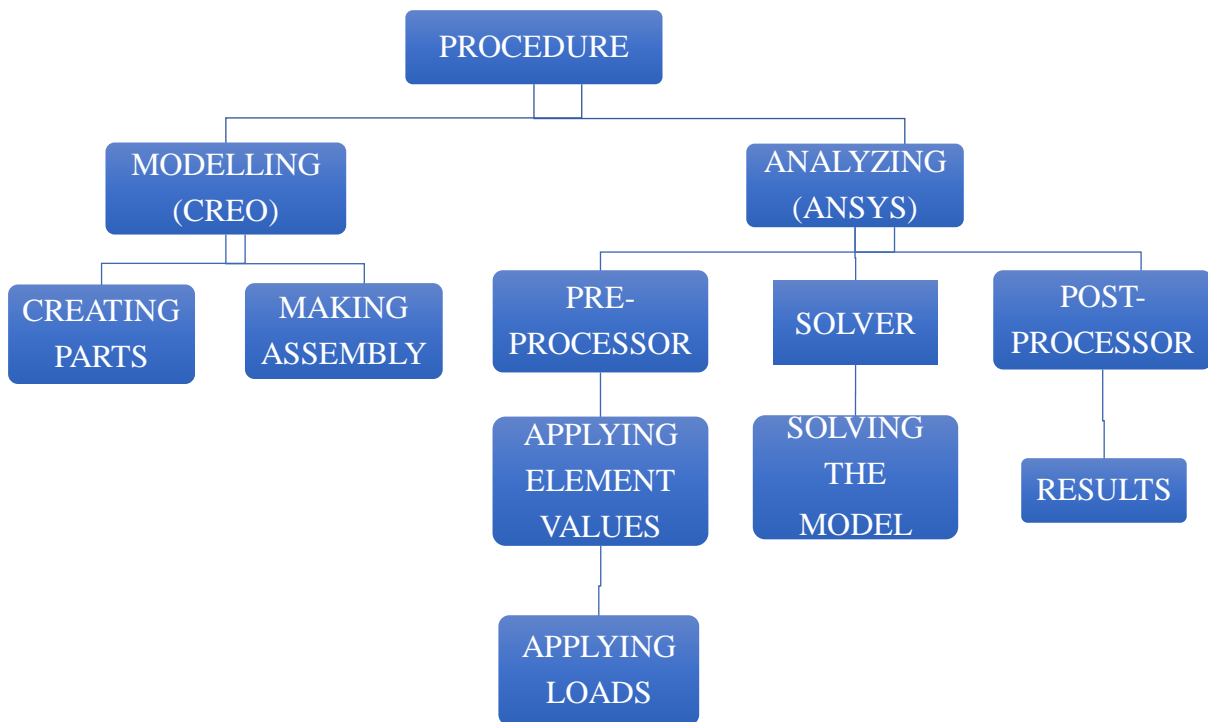 PROCEDURE
MODELLING
(CREO)
ANALYZING
(ANSYS)
CREATING
PARTS
MAKING
ASSEMBLY
PRE-
PROCESSOR
SOLVER
POST-
PROCESSOR
APPLYING
ELEMENT
VALUES
SOLVING
THE
MODEL
RESULTS
APPLYING
LOADS